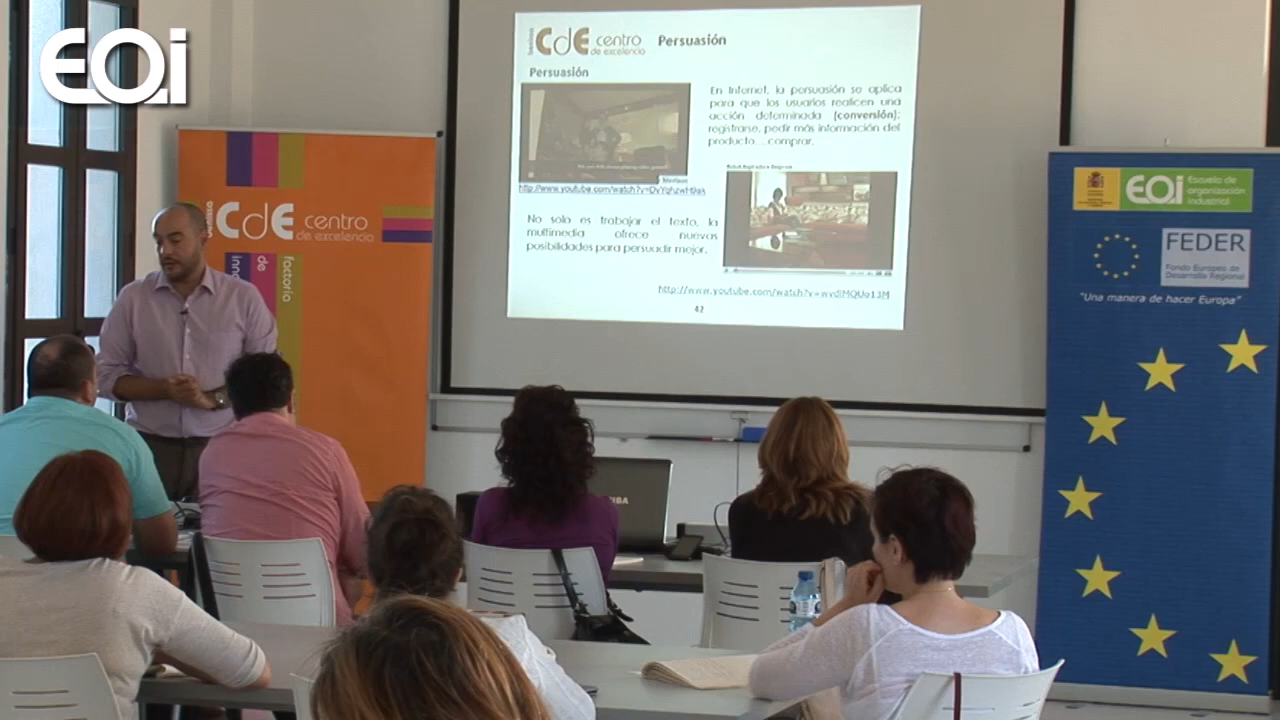 EOi
CdE centro
de excelencia
Persuasión
Persuasión
En Internet, la persuasión se aplica
para que los usuarios realicen una
acción determinada (conversión):
registrarse, pedir más información del
producto....comprar.
No solo es trabajar el texto, la
multimedia ofrece nuevas
posibilidades para persuadir mejor.
42
CdE centro
de excelencia
de
factoría
EOi
Escuela de
organización
industrial
FEDER
Fondo Europeo de
Desarrollo Regional
"Una manera de hacer Europa"